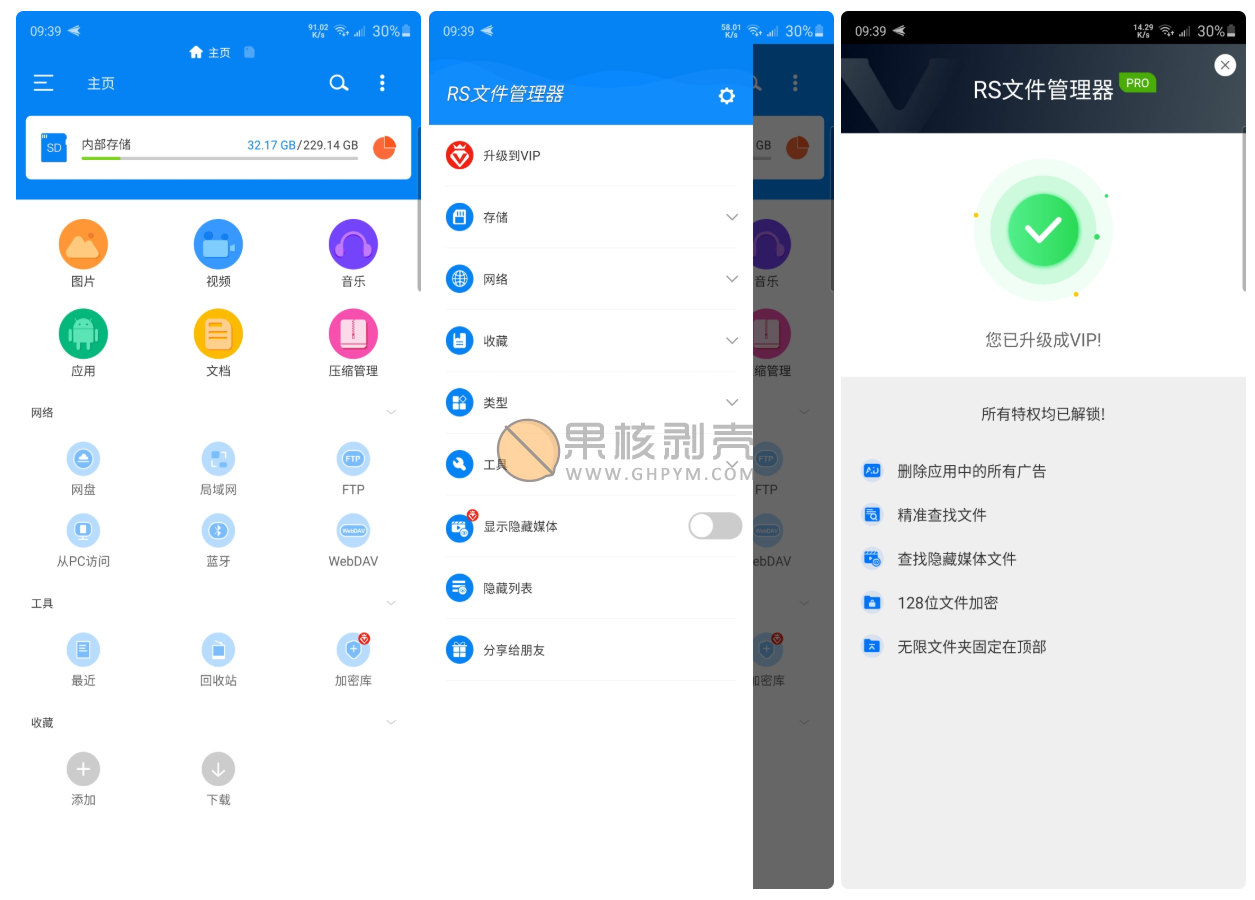 09:39
91.02 K/s
30%
主页
主页
SD
内部存储
32.17 GB/229.14 GB
图片
视频
音乐
应用
文档
压缩管理
网络
网盘
局域网
FTP
FTP
从PC访问
蓝牙
WebDAV
WebDAV
工具
最近
回收站
加密库
收藏
添加
下载
09:39
58.01 K/s
30%
RS文件管理器
升级到VIP
存储
网络
收藏
类型
工具
显示隐藏媒体
隐藏列表
分享给朋友
GB
音乐
缩管理
FTP
FTP
WebDAV
ebDAV
加密库
果核剥壳
WWW.GHPYM.COM
09:39
14.29 K/s
30%
RS文件管理器
PRO
您已升级成VIP!
所有特权均已解锁!
AD
删除应用中的所有广告
精准查找文件
查找隐藏媒体文件
128位文件加密
无限文件夹固定在顶部